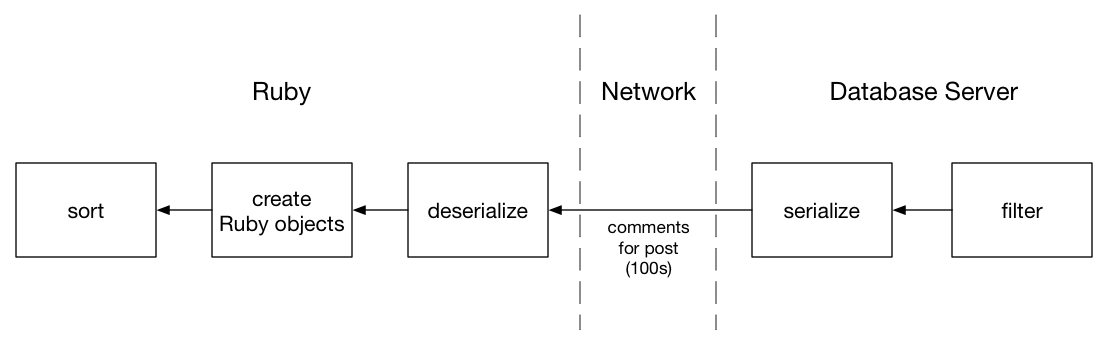 Ruby
Network
Database Server
sort
create
Ruby objects
deserialize
comments
for post
(100s)
serialize
filter